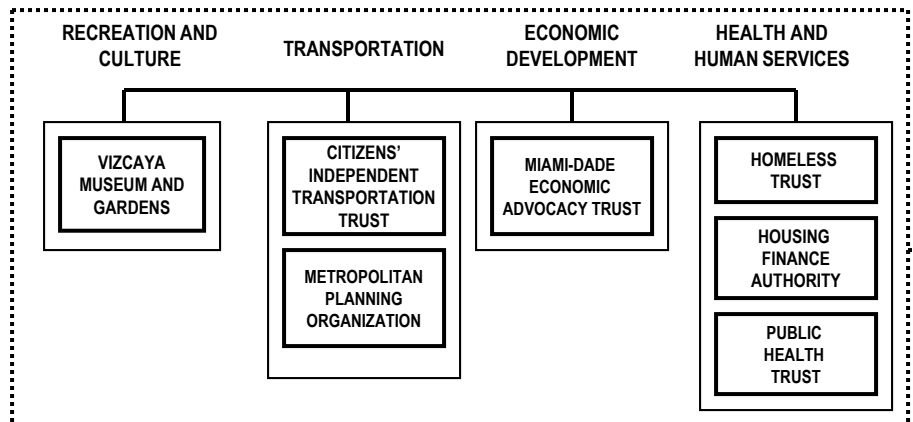 RECREATION AND
CULTURE
TRANSPORTATION
ECONOMIC
DEVELOPMENT
HEALTH AND
HUMAN SERVICES
VIZCAYA
MUSEUM AND
GARDENS
CITIZENS'
INDEPENDENT
TRANSPORTATION
TRUST
METROPOLITAN
PLANNING
ORGANIZATION
MIAMI-DADE
ECONOMIC
ADVOCACY TRUST
HOMELESS
TRUST
HOUSING
FINANCE
AUTHORITY
PUBLIC
HEALTH
TRUST